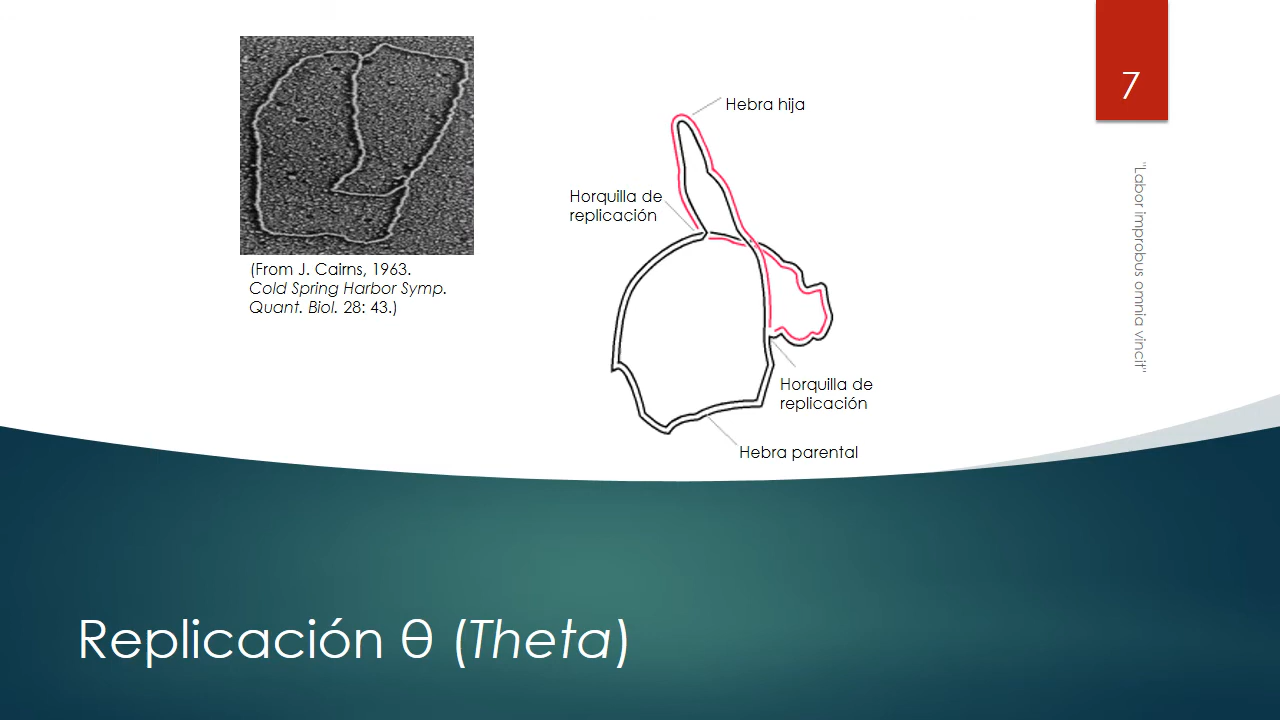 7
Hebra hija
Horquilla de
replicación
"Labor improbus omnia vincit"
(From J. Cairns, 1963.
Cold Spring Harbor Symp.
Quant. Biol. 28: 43.)
Horquilla de
replicación
Hebra parental
Replicación θ (Theta)